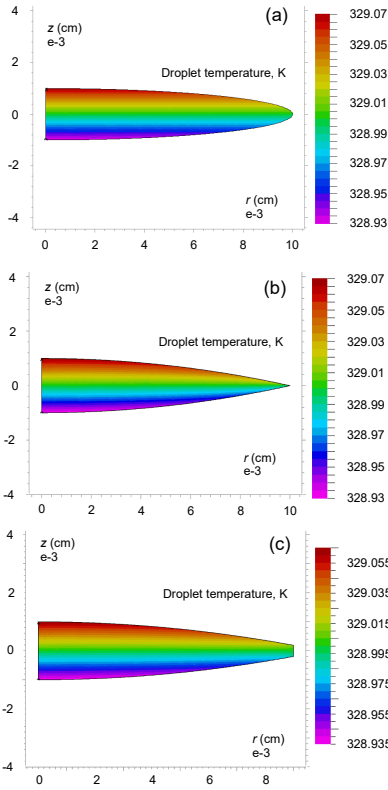 4
z (cm)
e-3
(a)
Droplet temperature, K
2
0
-2
-4
r (cm)
e-3
0 2 4 6 8 10
329.07
329.05
329.03
329.01
328.99
328.97
328.95
328.93
4
z (cm)
e-3
(b)
Droplet temperature, K
2
0
-2
-4
r (cm)
e-3
0 2 4 6 8 10
329.07
329.05
329.03
329.01
328.99
328.97
328.95
328.93
4
z (cm)
e-3
(c)
Droplet temperature, K
2
0
-2
-4
r (cm)
e-3
0 2 4 6 8
329.055
329.035
329.015
328.995
328.975
328.955
328.935